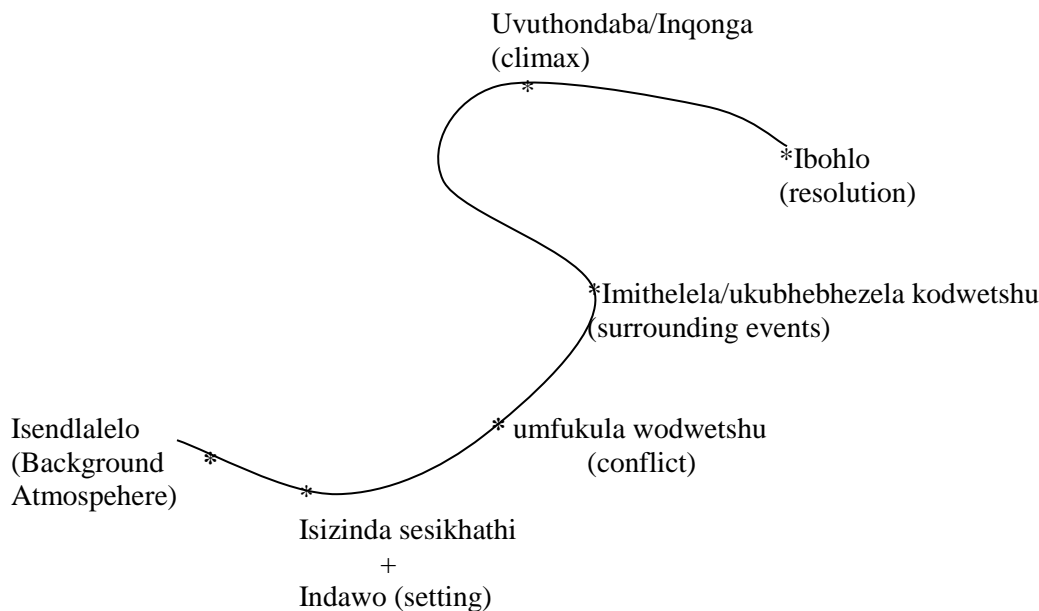 Uvuthondaba/Inqonga
(climax)
*
*Ibohlo
(resolution)
*Imithelela/ukubhebhezela kodwetshu
(surrounding events)
* umfukula wodwetshu
(conflict)
Isendlalelo
(Background
Atmospehere)
*
*
Isizinda sesikhathi
+
Indawo (setting)